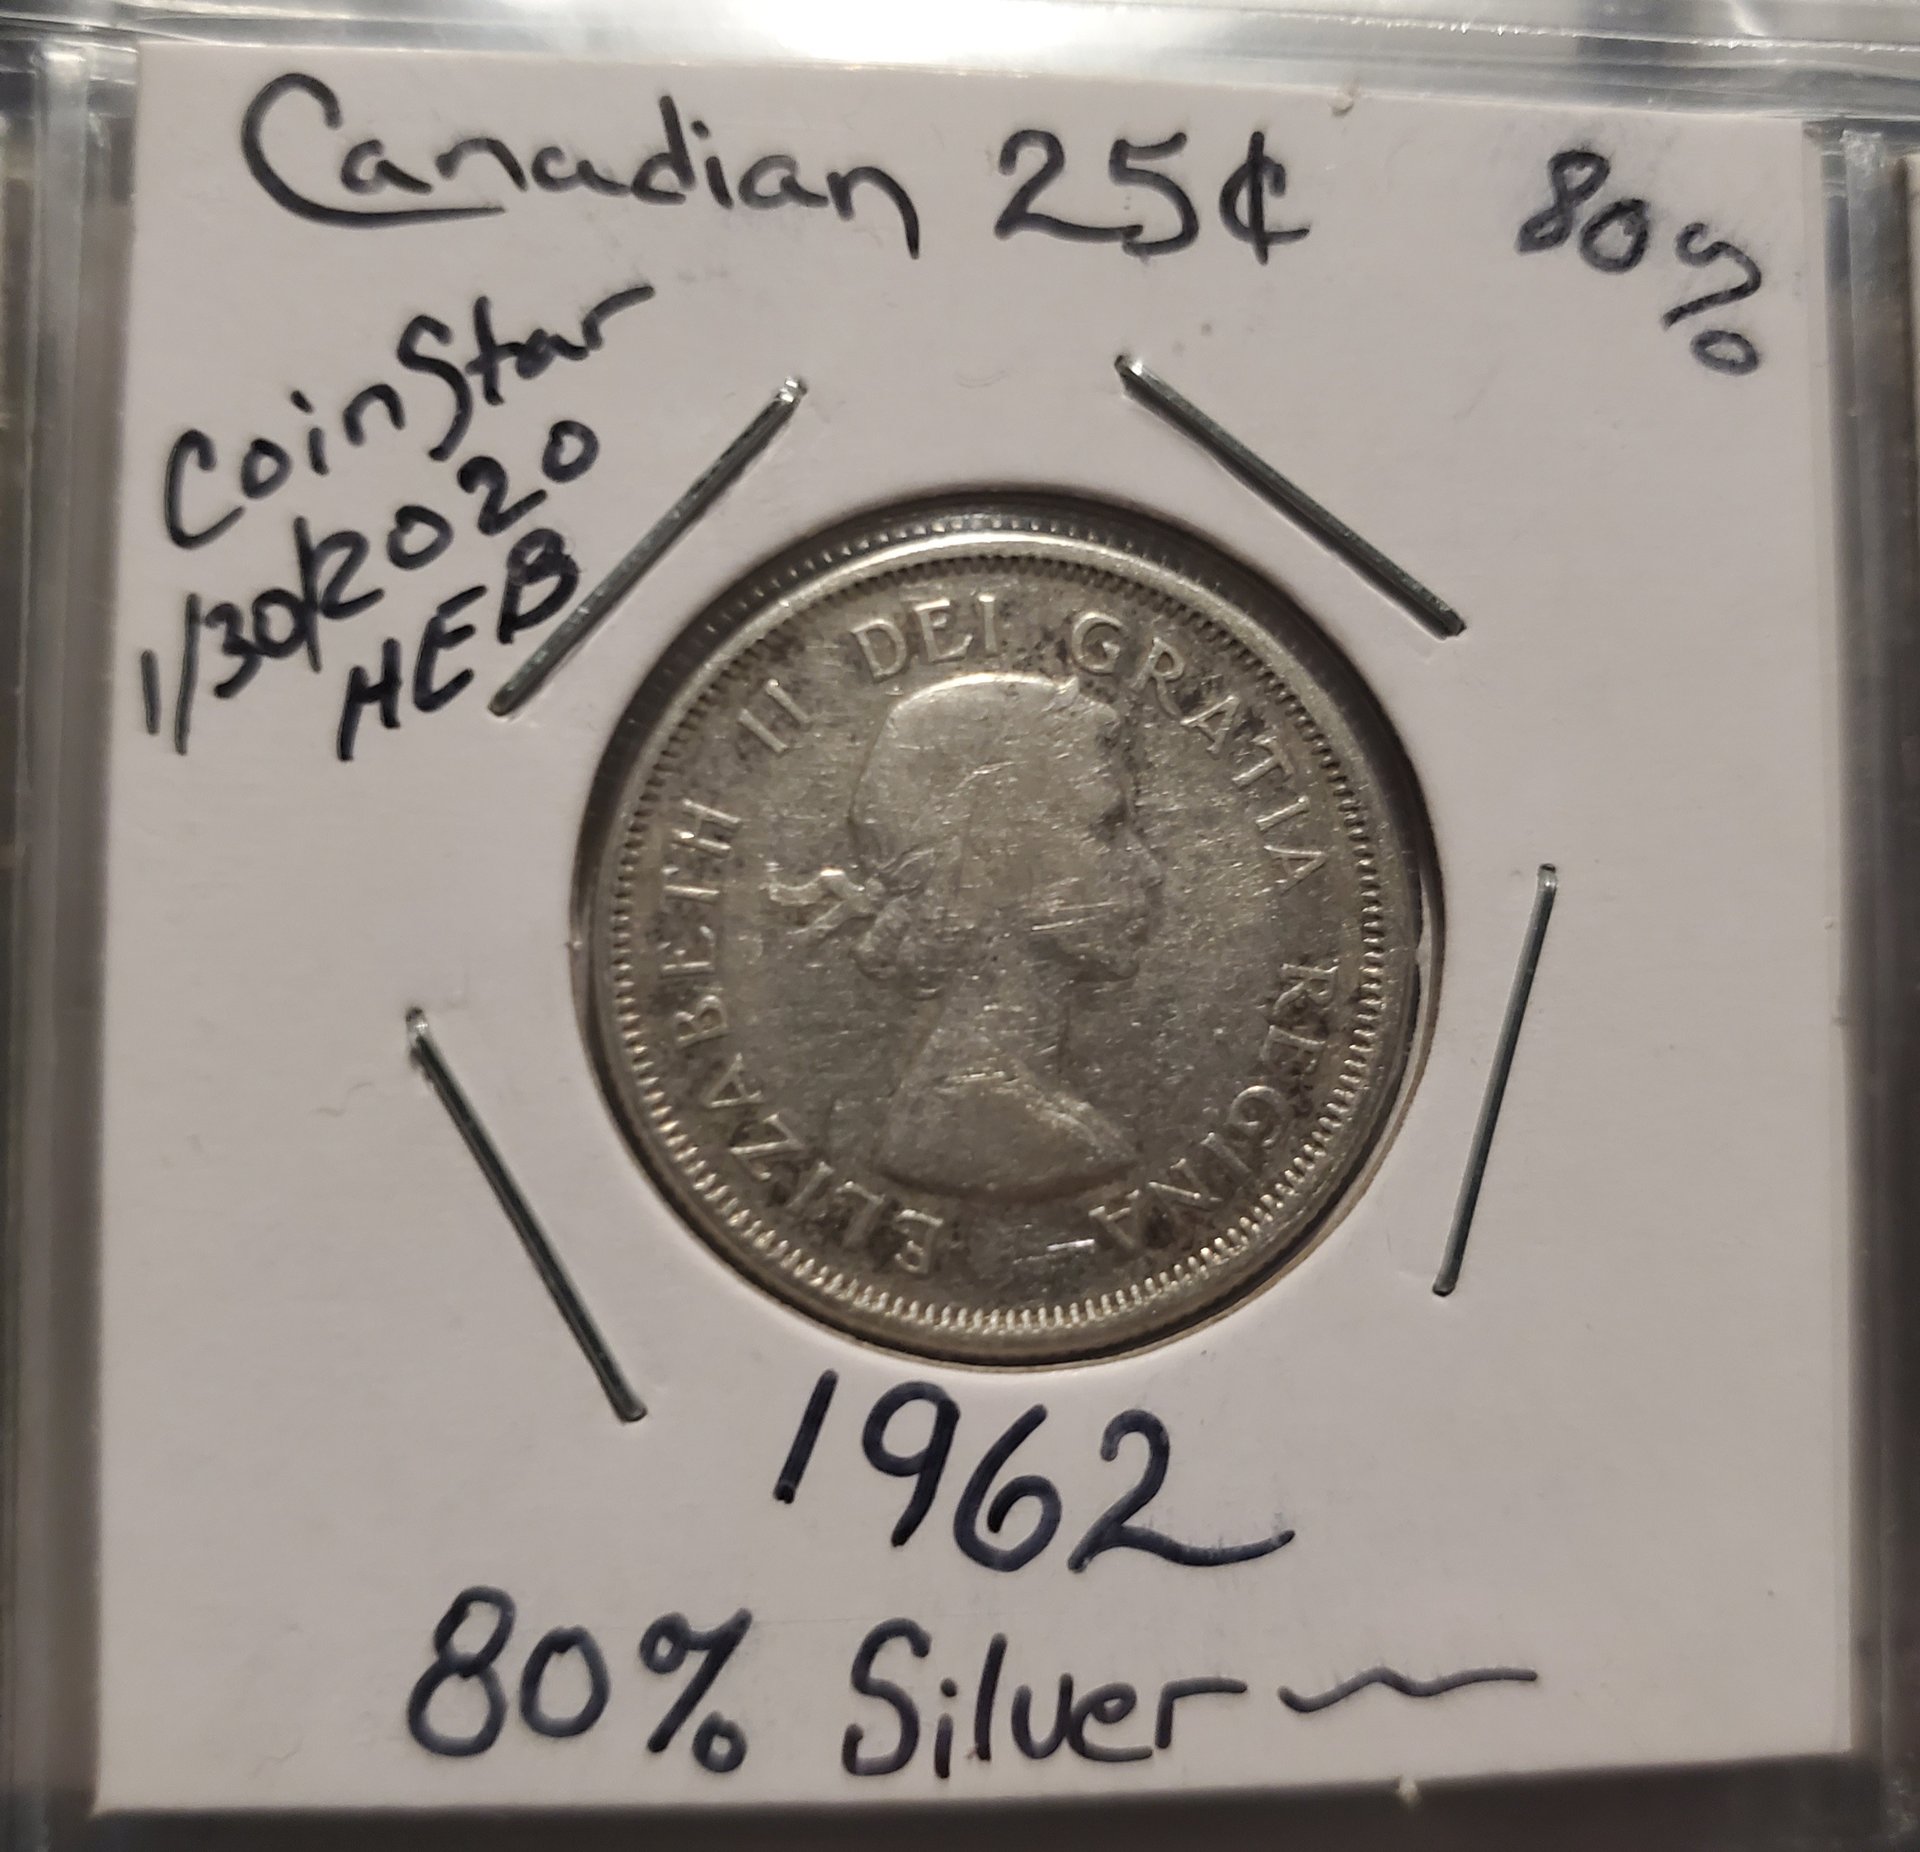 Canadian 25¢ 80%
CoinStar
1/30/2020
HEB
ELIZABETH II DEI GRATIA REGINA
1962
80% Silver